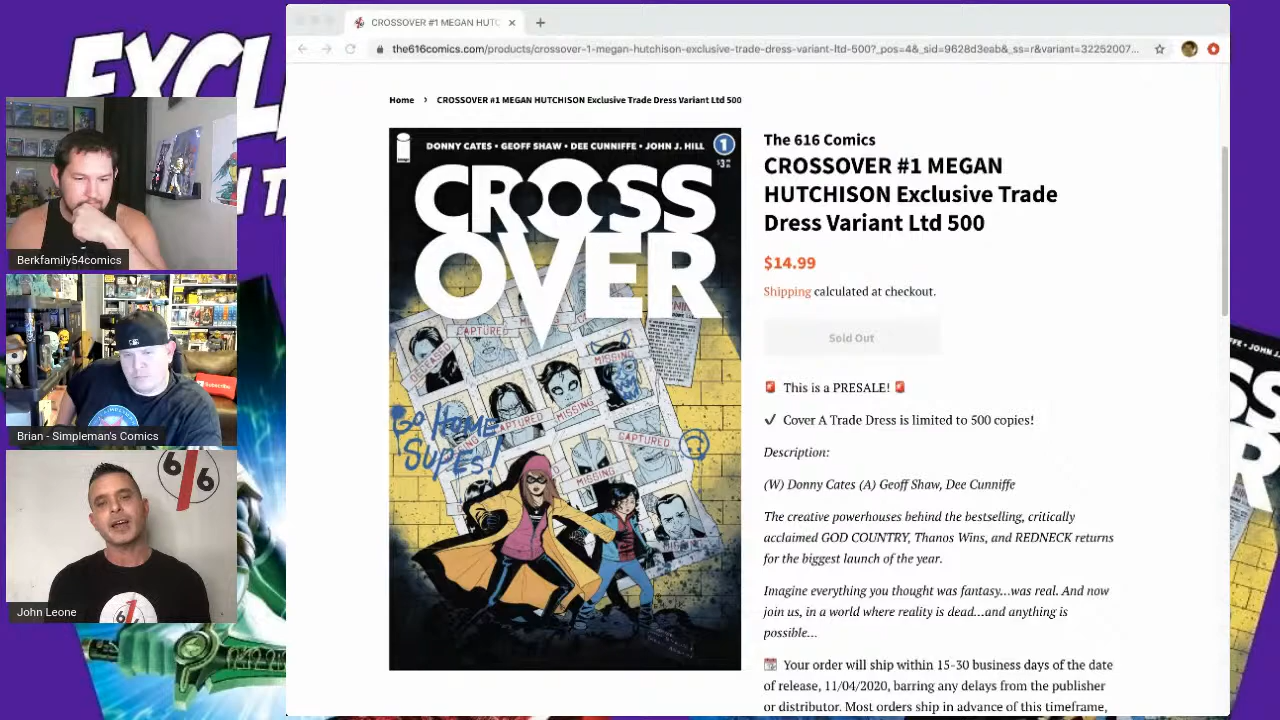 EXCL
CROSSOVER #1 MEGAN HUTC
the616comics.com/products/crossover-1-megan-hutchison-exclusive-trade-dress-variant-ltd-500?_pos=4&_sid=9628d3eab&_ss=r&variant=32252007...
Home › CROSSOVER #1 MEGAN HUTCHISON Exclusive Trade Dress Variant Ltd 500
image
DONNY CATES • GEOFF SHAW • DEE CUNNIFFE • JOHN J. HILL
1
CROSS
OVER
CAPTURED
MISSING
DECEASED
CAPTURED
MISSING
CAPTURED
MISSING
MISSING
GO HOME
SUPES!
The 616 Comics
CROSSOVER #1 MEGAN
HUTCHISON Exclusive Trade
Dress Variant Ltd 500
$14.99
Shipping calculated at checkout.
Sold Out
This is a PRESALE!
✓ Cover A Trade Dress is limited to 500 copies!
Description:
(W) Donny Cates (A) Geoff Shaw, Dee Cunniffe
The creative powerhouses behind the bestselling, critically
acclaimed GOD COUNTRY, Thanos Wins, and REDNECK returns
for the biggest launch of the year.
Imagine everything you thought was fantasy...was real. And now
join us, in a world where reality is dead...and anything is
possible...
Your order will ship within 15-30 business days of the date
of release, 11/04/2020, barring any delays from the publisher
or distributor. Most orders ship in advance of this timeframe,
Berkfamily54comics
Subscribe
Brian - Simpleman's Comics
616
John Leone